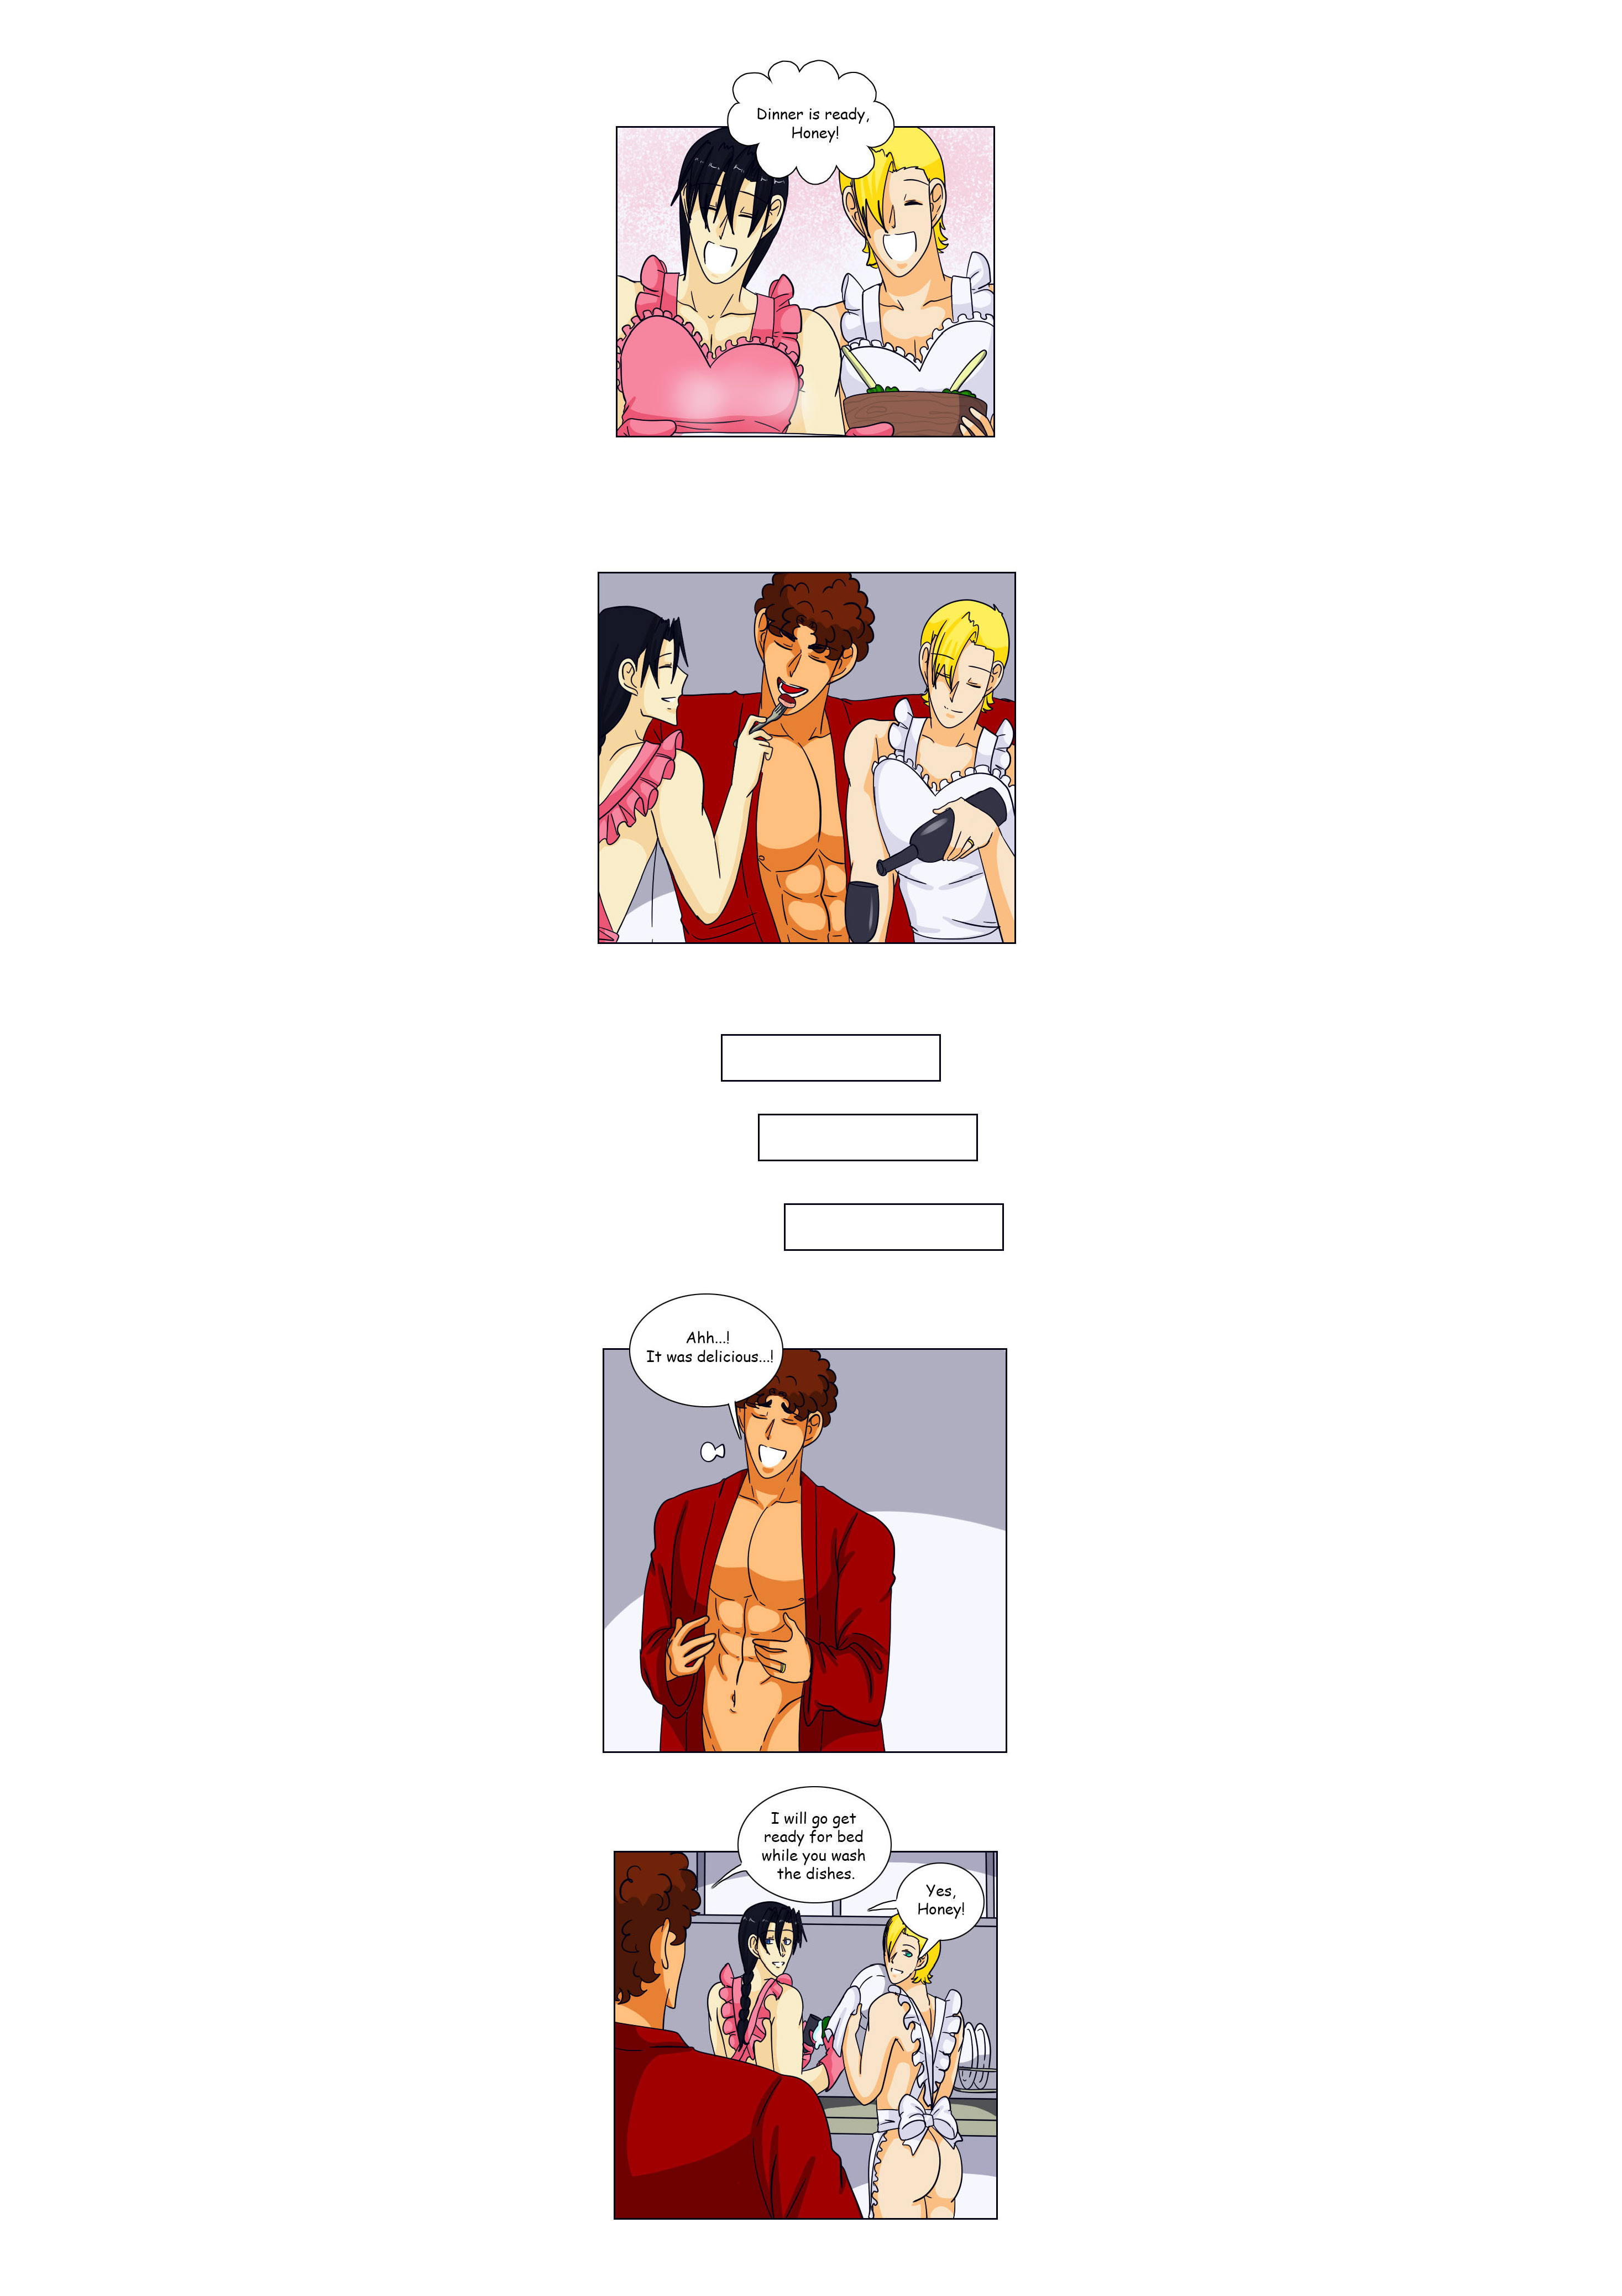 Dinner is ready,
Honey!
Ahh...!
It was delicious...!
I will go get
ready for bed
while you wash
the dishes.
Yes,
Honey!